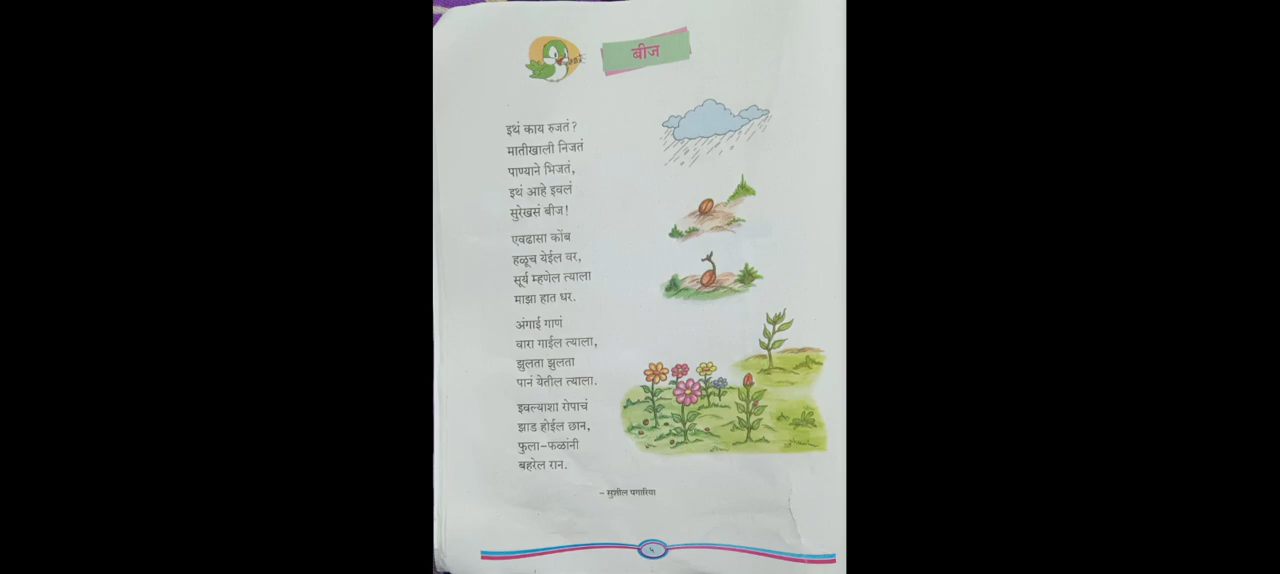 बीज
इथं काय रुजतं?
मातीखाली निजतं
पाण्याने भिजतं,
इथं आहे इवलं
सुरेखसं बीज!
एवढासा कोंब
हळूच येईल वर,
सूर्य म्हणेल त्याला
माझा हात धर.
अंगाई गाणं
वारा गाईल त्याला,
झुलता झुलता
पानं येतील त्याला.
इवल्याशा रोपाचं
झाड होईल छान,
फुला-फळांनी
बहरेल रान.
- सुशील पगारिया
५